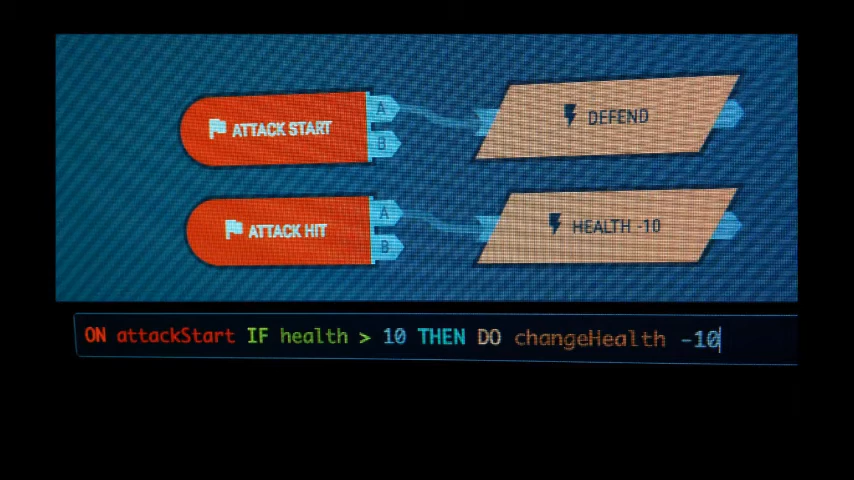 ATTACK START
A
B
DEFEND
ATTACK HIT
A
B
HEALTH -10
ON attackStart IF health > 10 THEN DO changeHealth -10